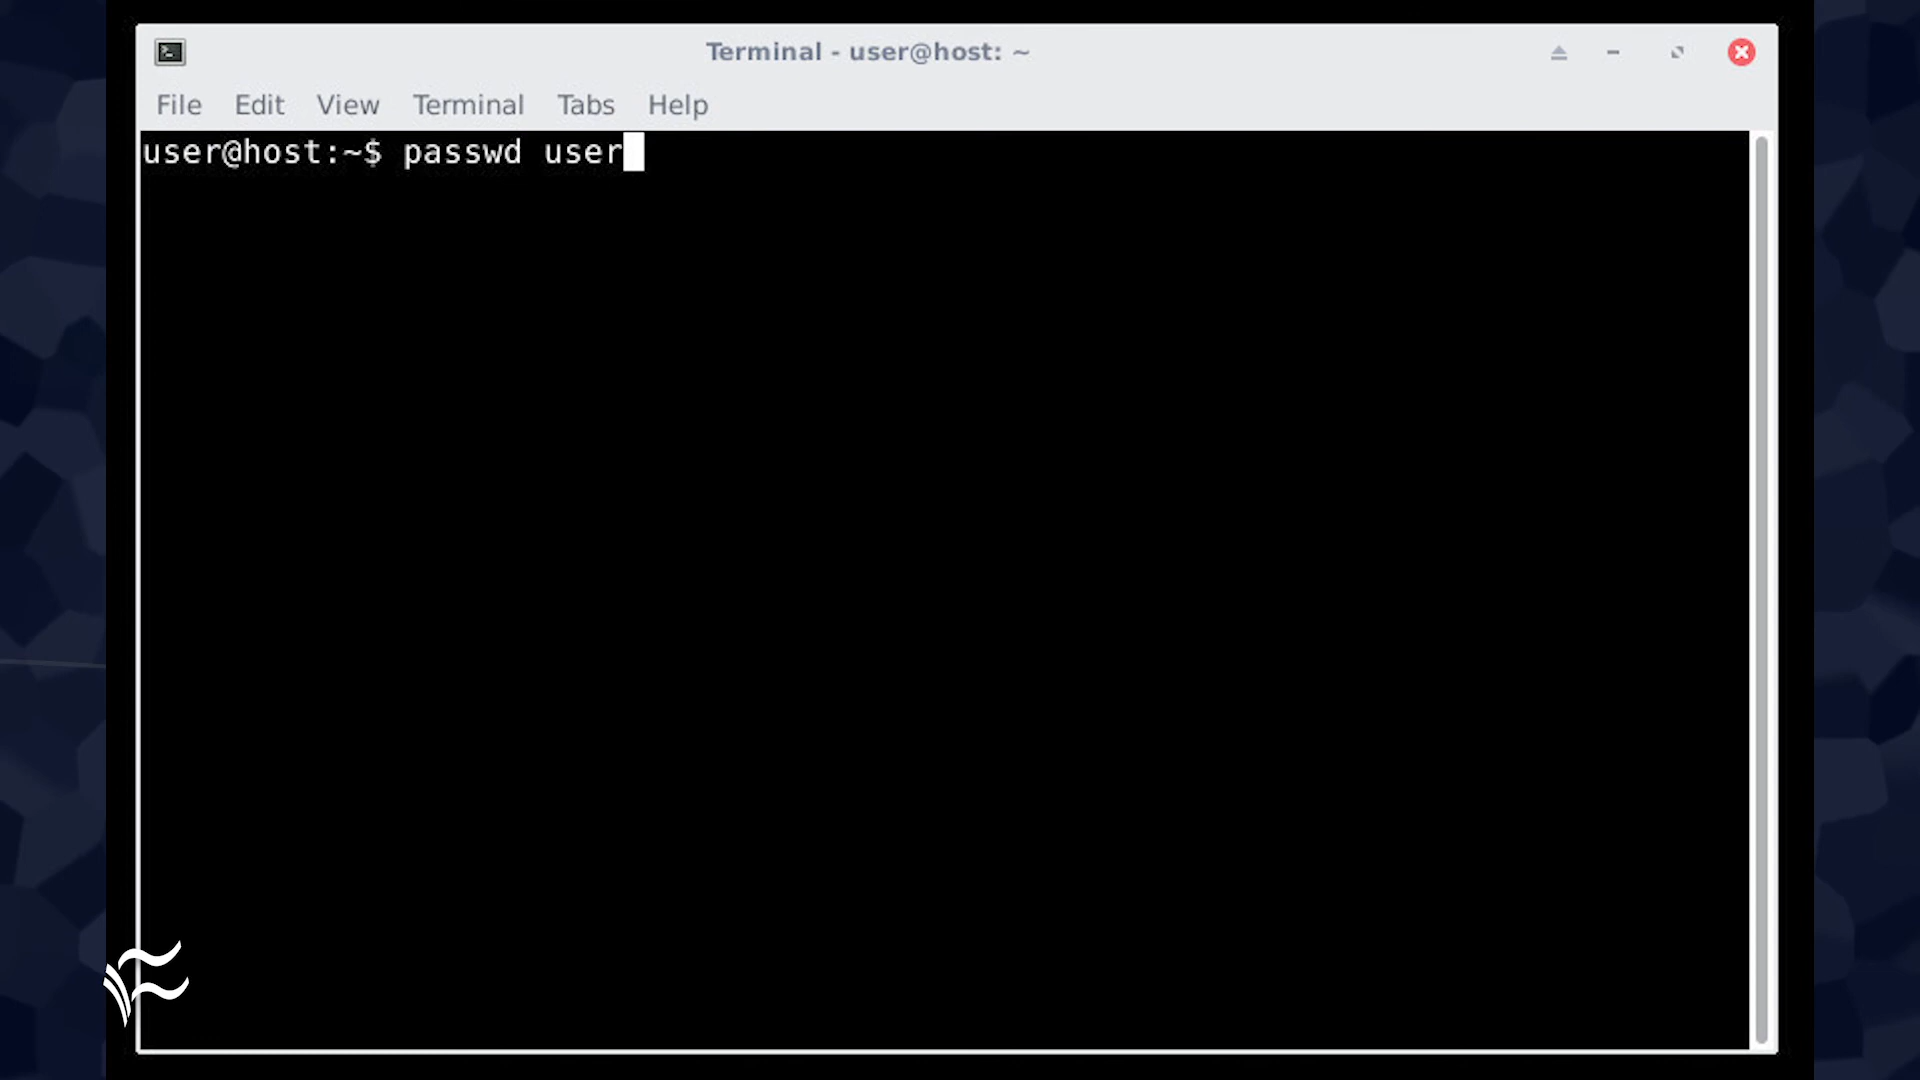 Terminal - user@host: ~
File Edit View Terminal Tabs Help
user@host:~$ passwd user